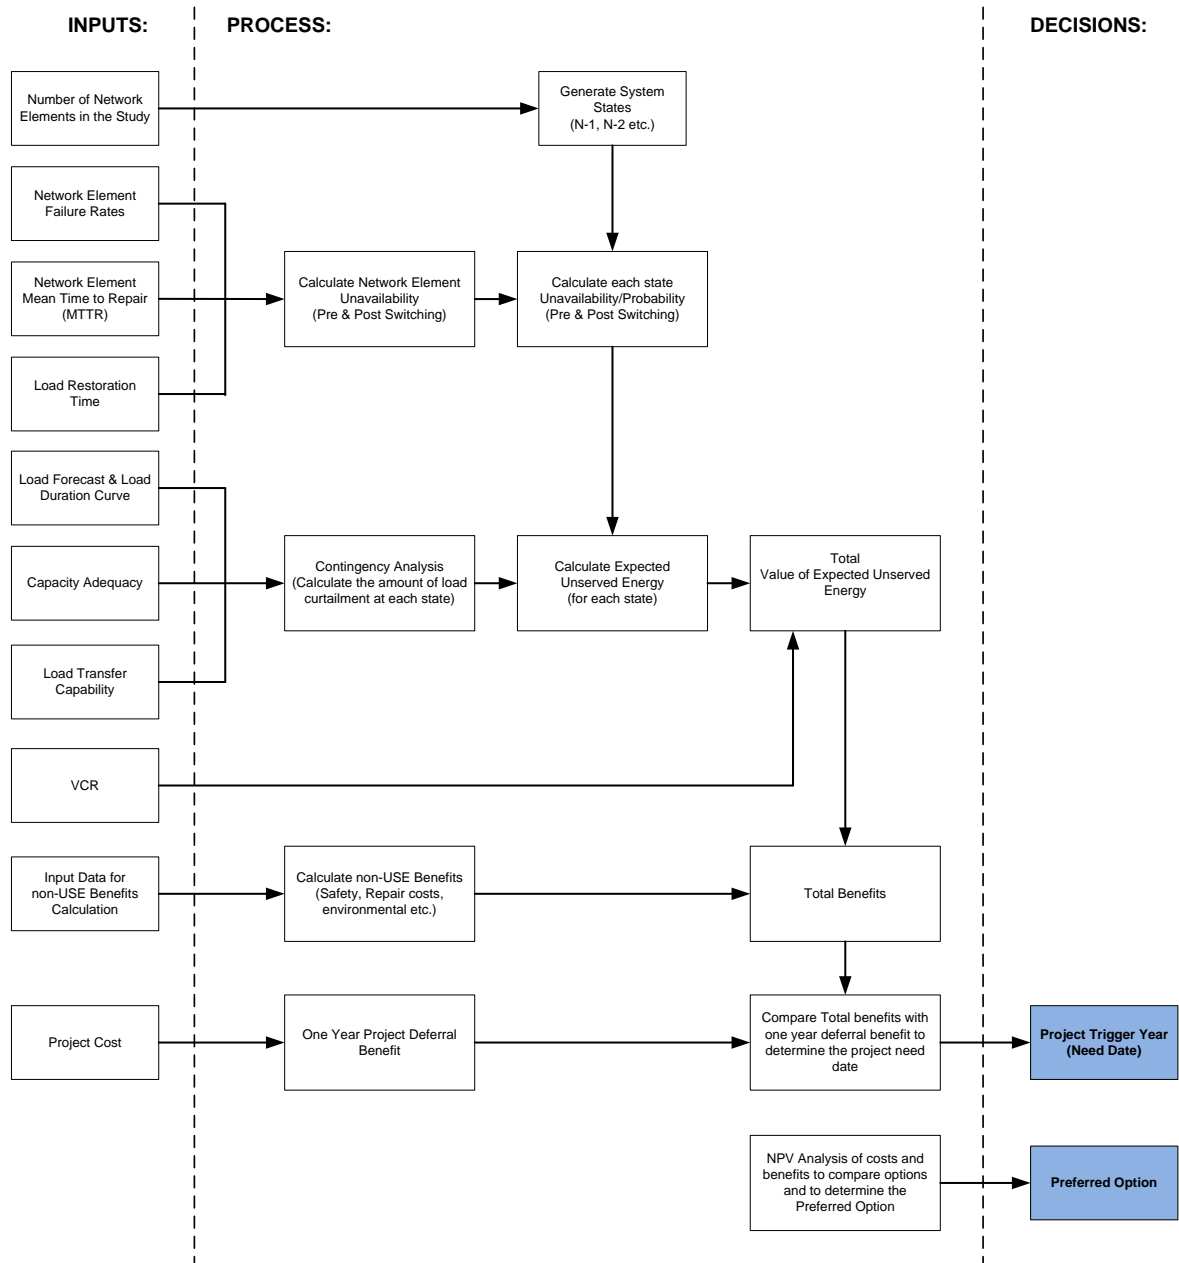 INPUTS:
PROCESS:
DECISIONS:
Number of Network
Elements in the Study
Generate System
States
(N-1, N-2 etc.)
Network Element
Failure Rates
Network Element
Mean Time to Repair
(MTTR)
Calculate Network Element
Unavailability
(Pre & Post Switching)
Calculate each state
Unavailability/Probability
(Pre & Post Switching)
Load Restoration
Time
Load Forecast & Load
Duration Curve
Capacity Adequacy
Contingency Analysis
(Calculate the amount of load
curtailment at each state)
Calculate Expected
Unserved Energy
(for each state)
Total
Value of Expected Unserved
Energy
Load Transfer
Capability
VCR
Input Data for
non-USE Benefits
Calculation
Calculate non-USE Benefits
(Safety, Repair costs,
environmental etc.)
Total Benefits
Project Cost
One Year Project Deferral
Benefit
Compare Total benefits with
one year deferral benefit to
determine the project need
date
Project Trigger Year
(Need Date)
NPV Analysis of costs and
benefits to compare options
and to determine the
Preferred Option
Preferred Option